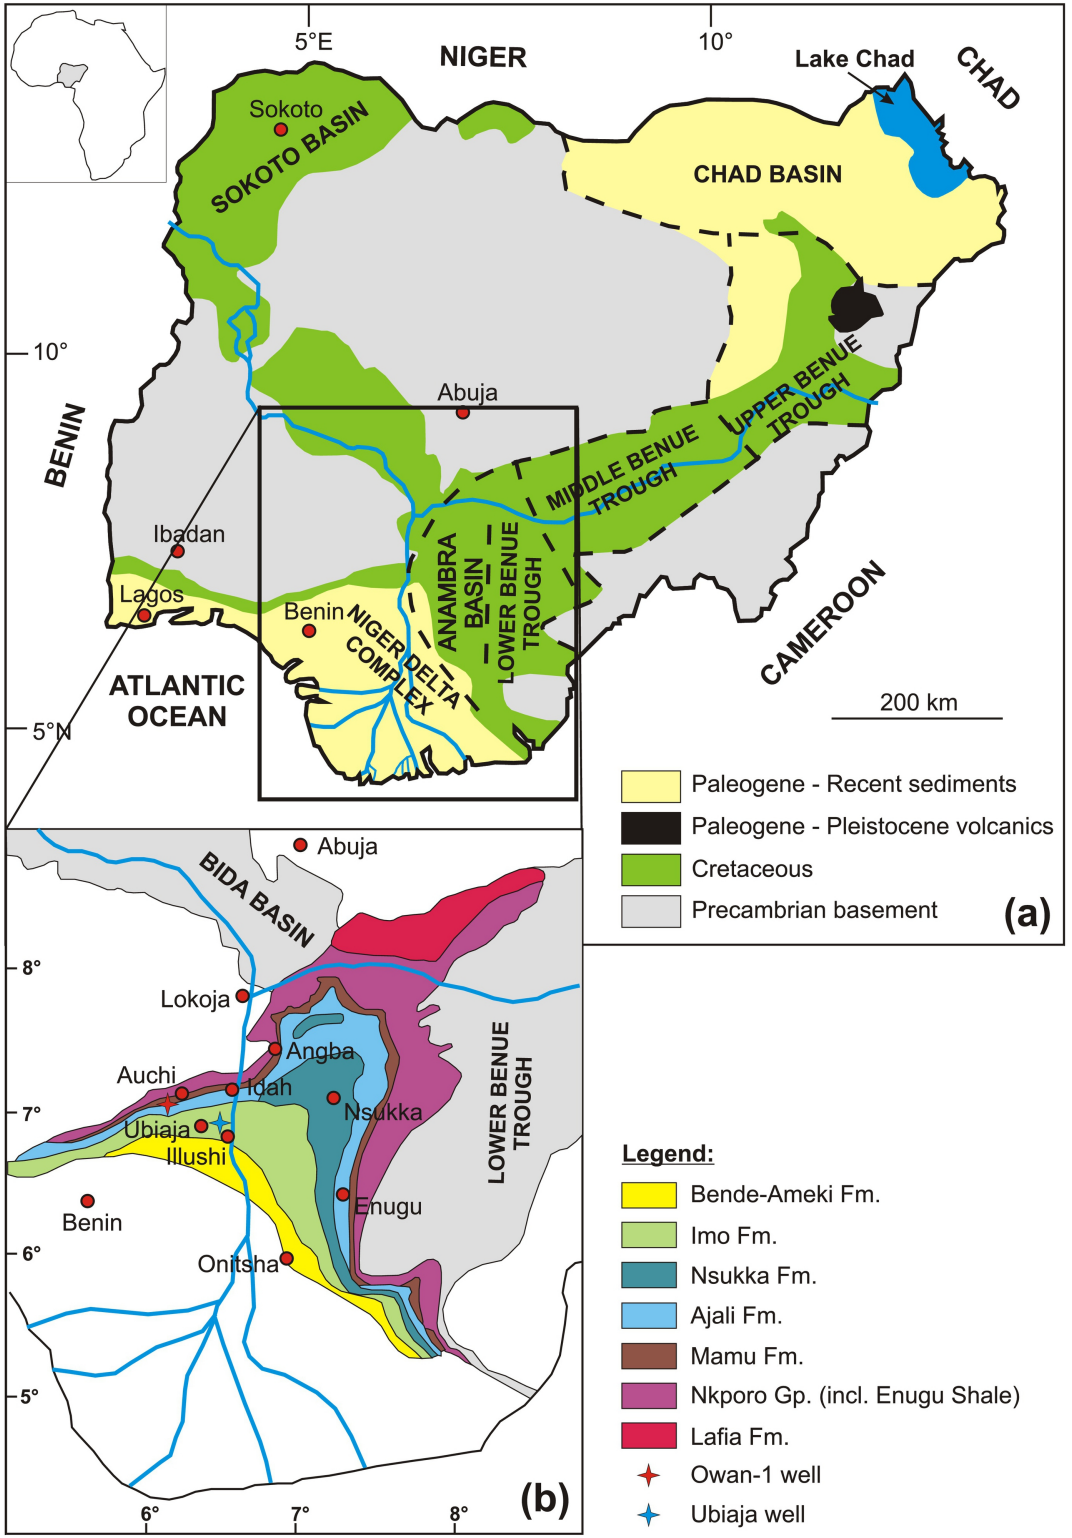 5°E
10°
NIGER
Lake Chad
CHAD
Sokoto
SOKOTO BASIN
CHAD BASIN
10°
BENIN
Abuja
UPPER BENUE
TROUGH
MIDDLE BENUE
TROUGH
Ibadan
ANAMBRA
BASIN
LOWER BENUE
TROUGH
Lagos
Benin
NIGER DELTA
COMPLEX
CAMEROON
ATLANTIC
OCEAN
5°N
200 km
Paleogene - Recent sediments
Paleogene - Pleistocene volcanics
Cretaceous
Precambrian basement
(a)
Abuja
BIDA BASIN
8°
Lokoja
Angba
Auchi
Idah
7°
Nsukka
Ubiaja
Illushi
LOWER BENUE
TROUGH
Enugu
Benin
6°
Onitsha
5°
(b)
6°
7°
8°
Legend:
Bende-Ameki Fm.
Imo Fm.
Nsukka Fm.
Ajali Fm.
Mamu Fm.
Nkporo Gp. (incl. Enugu Shale)
Lafia Fm.
Owan-1 well
Ubiaja well